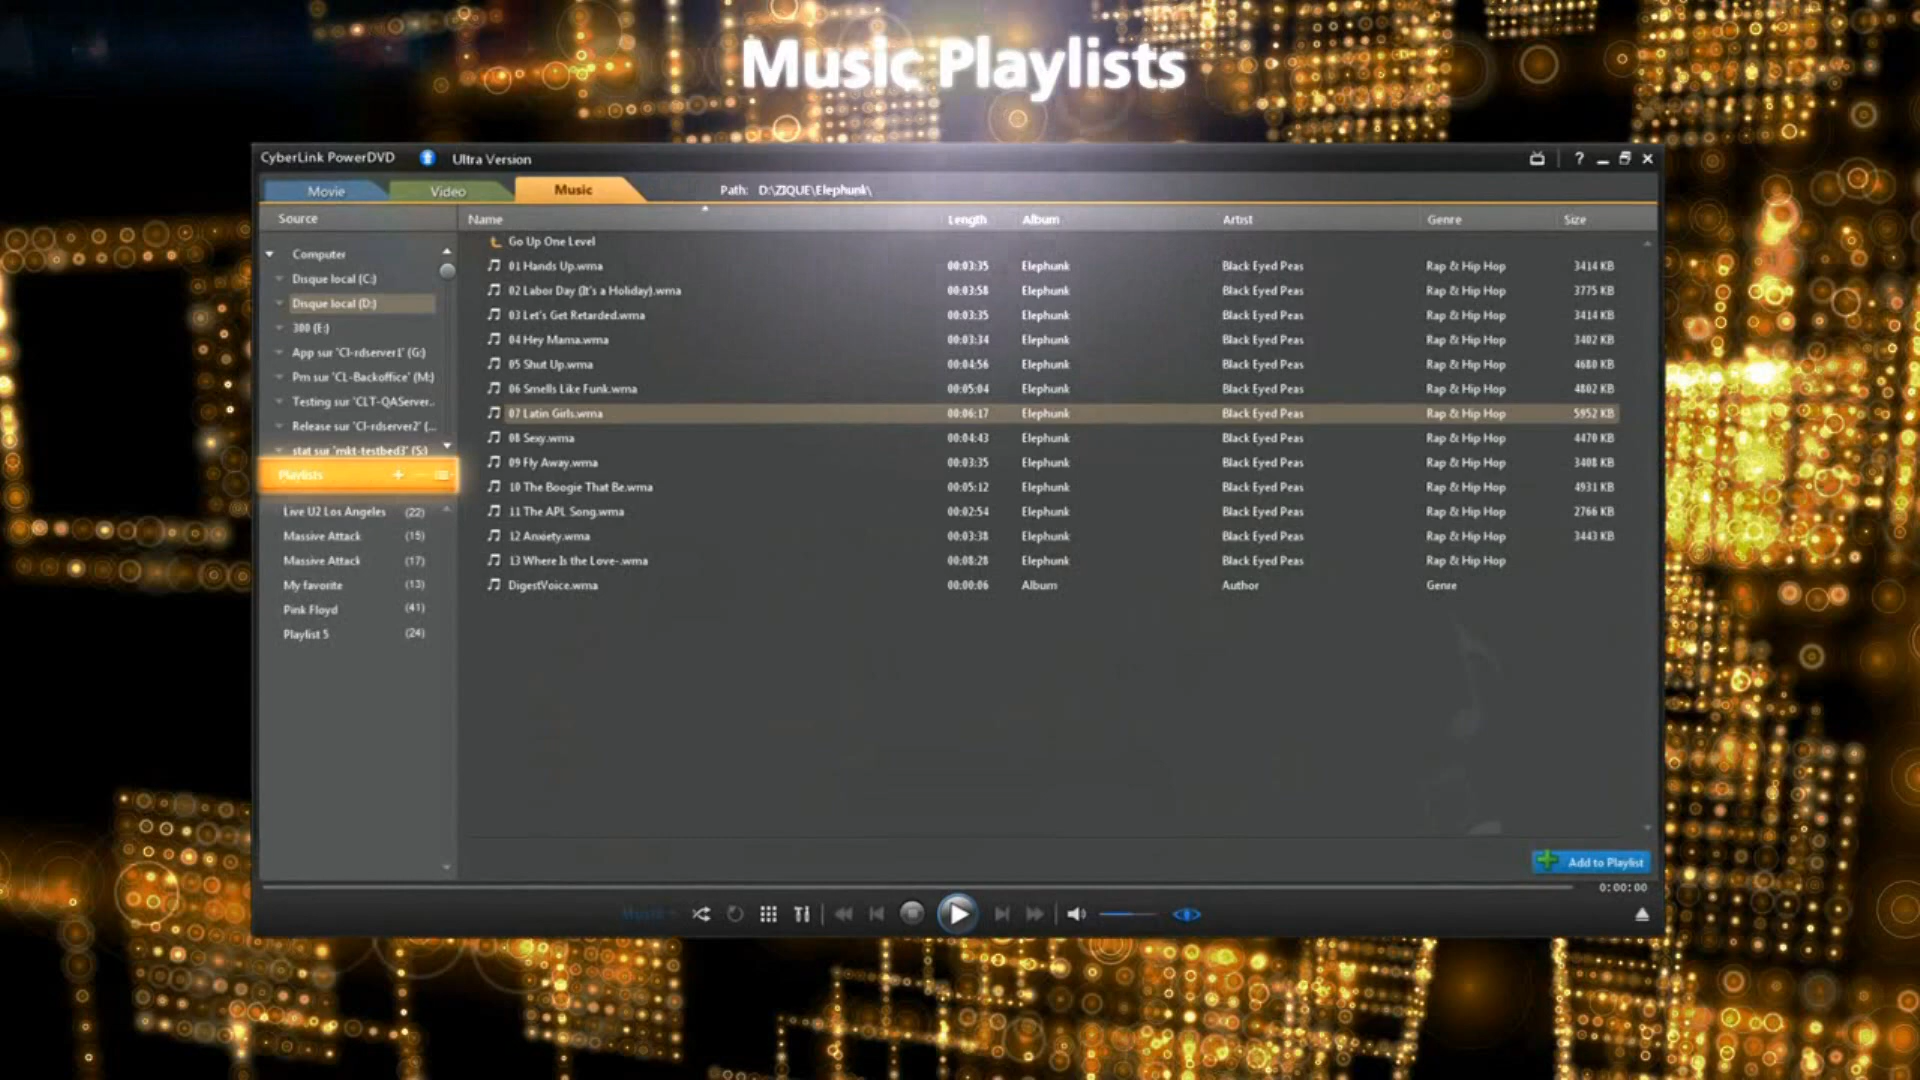 Music Playlists
CyberLink PowerDVD Ultra Version ?
Movie Video Music Path: D:\ZIQUE\Elephunk\
Source Name Length Album Artist Genre Size
Computer
Disque local (C:)
Disque local (D:)
300 (E:)
App sur 'Cl-rdserver1' (G:)
Pm sur 'CL-Backoffice' (M:)
Testing sur 'CLT-QAServer..
Release sur 'Cl-rdserver2' (...
stat sur 'mkt-testbed3' (S:)
Playlists
Live U2 Los Angeles (22)
Massive Attack (15)
Massive Attack (17)
My favorite (13)
Pink Floyd (41)
Playlist 5 (24)
Go Up One Level
01 Hands Up.wma 00:03:35 Elephunk Black Eyed Peas Rap & Hip Hop 3414 KB
02 Labor Day (It's a Holiday).wma 00:03:58 Elephunk Black Eyed Peas Rap & Hip Hop 3775 KB
03 Let's Get Retarded.wma 00:03:35 Elephunk Black Eyed Peas Rap & Hip Hop 3414 KB
04 Hey Mama.wma 00:03:34 Elephunk Black Eyed Peas Rap & Hip Hop 3402 KB
05 Shut Up.wma 00:04:56 Elephunk Black Eyed Peas Rap & Hip Hop 4680 KB
06 Smells Like Funk.wma 00:05:04 Elephunk Black Eyed Peas Rap & Hip Hop 4802 KB
07 Latin Girls.wma 00:06:17 Elephunk Black Eyed Peas Rap & Hip Hop 5952 KB
08 Sexy.wma 00:04:43 Elephunk Black Eyed Peas Rap & Hip Hop 4470 KB
09 Fly Away.wma 00:03:35 Elephunk Black Eyed Peas Rap & Hip Hop 3408 KB
10 The Boogie That Be.wma 00:05:12 Elephunk Black Eyed Peas Rap & Hip Hop 4931 KB
11 The APL Song.wma 00:02:54 Elephunk Black Eyed Peas Rap & Hip Hop 2766 KB
12 Anxiety.wma 00:03:38 Elephunk Black Eyed Peas Rap & Hip Hop 3443 KB
13 Where Is the Love-.wma 00:08:28 Elephunk Black Eyed Peas Rap & Hip Hop
DigestVoice.wma 00:00:06 Album Author Genre
Add to Playlist
0:00:00